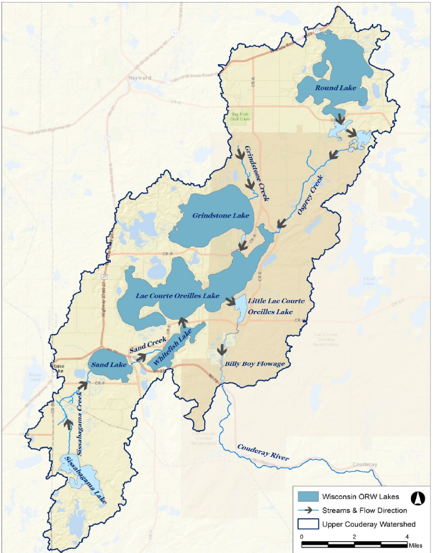 Hayward
CR-B
Round Lake
Grindstone Creek
Osprey Creek
Grindstone Lake
CR-K
Lac Courte Oreilles Lake
Little Lac Courte
Oreilles Lake
Sand Creek
Whitefish Lake
Sand Lake
Billy Boy Flowage
Sissabagama Creek
Sissabagama Lake
Couderay River
Couderay
Wisconsin ORW Lakes
Streams & Flow Direction
Upper Couderay Watershed
0 2 4
Miles